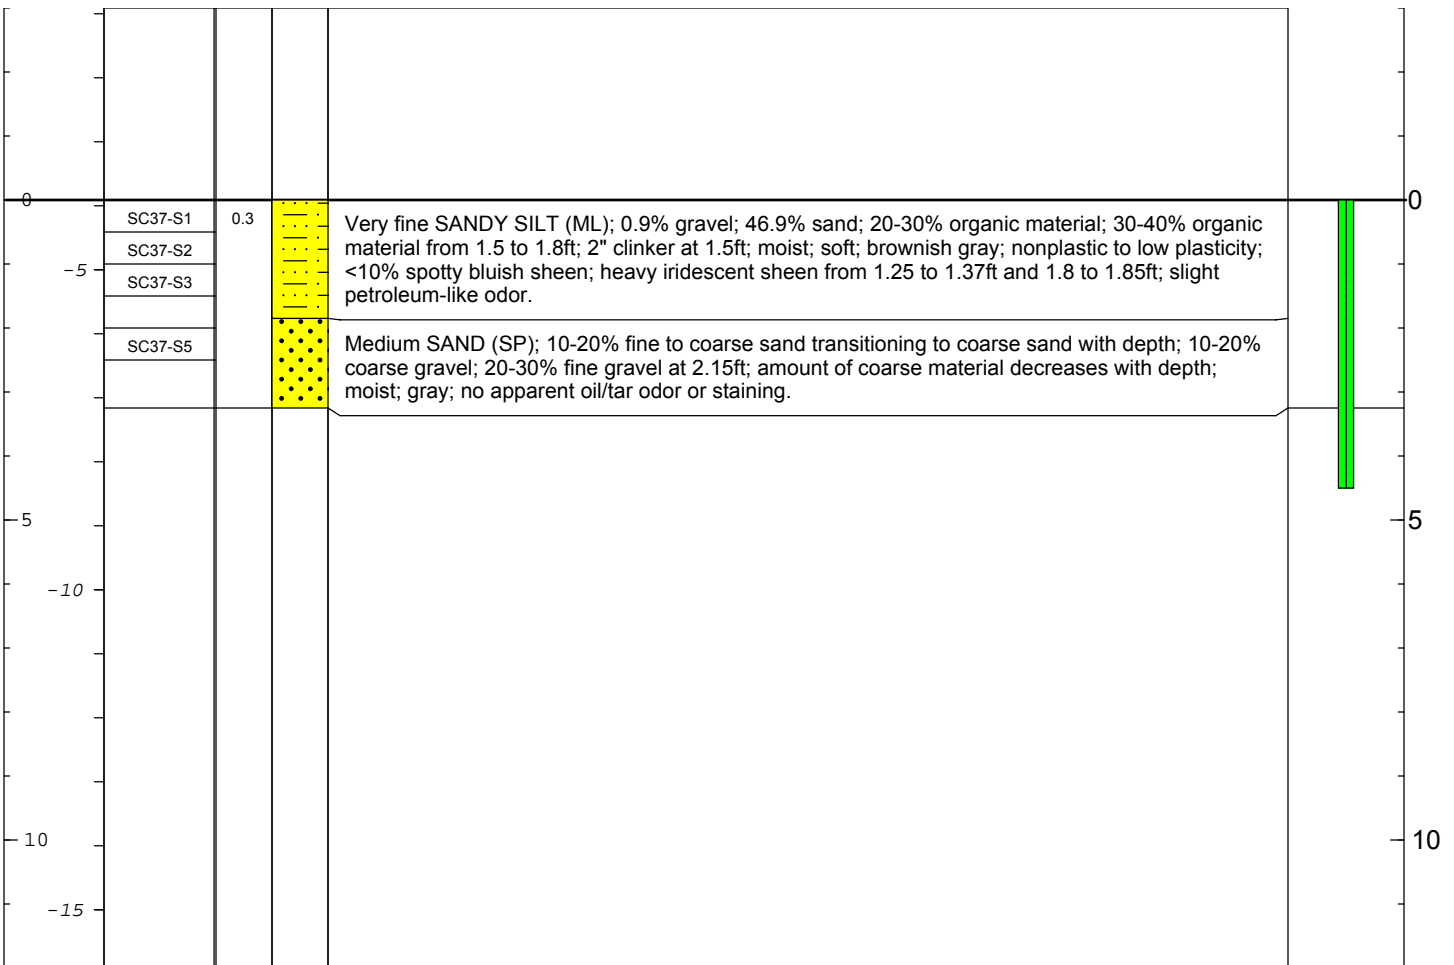 0
0
SC37-S1
0.3
Very fine SANDY SILT (ML); 0.9% gravel; 46.9% sand; 20-30% organic material; 30-40% organic
material from 1.5 to 1.8ft; 2" clinker at 1.5ft; moist; soft; brownish gray; nonplastic to low plasticity;
<10% spotty bluish sheen; heavy iridescent sheen from 1.25 to 1.37ft and 1.8 to 1.85ft; slight
petroleum-like odor.
SC37-S2
-5
SC37-S3
SC37-S5
Medium SAND (SP); 10-20% fine to coarse sand transitioning to coarse sand with depth; 10-20%
coarse gravel; 20-30% fine gravel at 2.15ft; amount of coarse material decreases with depth;
moist; gray; no apparent oil/tar odor or staining.
5
5
-10
10
10
-15